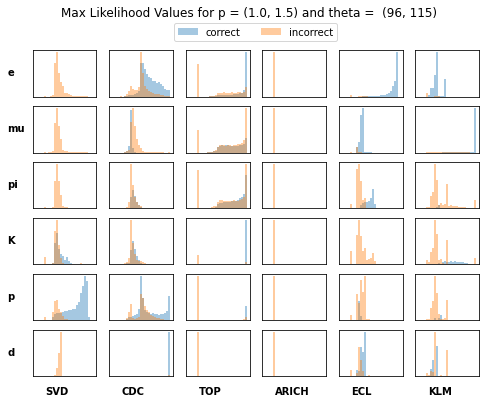 Max Likelihood Values for p = (1.0, 1.5) and theta =  (96, 115)
correct incorrect
e
mu
pi
K
p
d
SVD CDC TOP ARICH ECL KLM